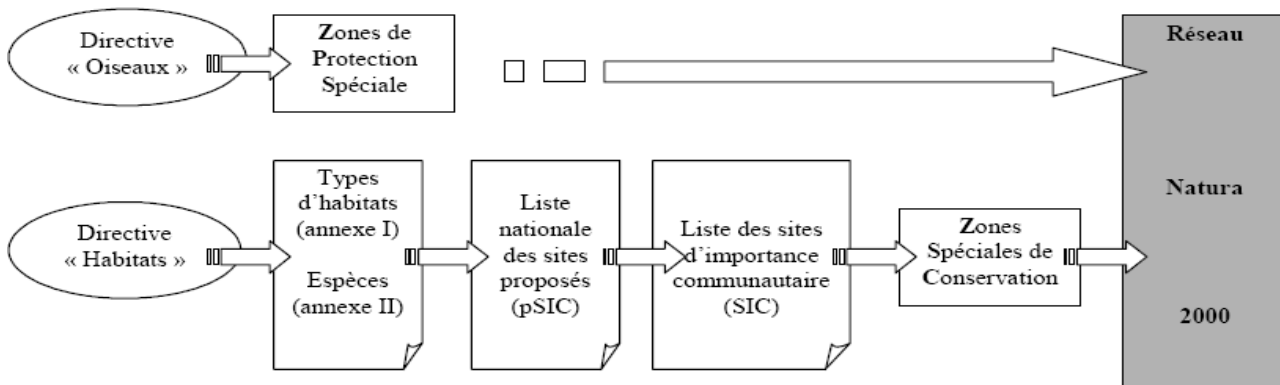 Directive
« Oiseaux »
Zones de
Protection
Spéciale
Réseau
Directive
« Habitats »
Types
d’habitats
(annexe I)
Espèces
(annexe II)
Liste
nationale
des sites
proposés
(pSIC)
Liste des sites
d’importance
communautaire
(SIC)
Zones
Spéciales de
Conservation
Natura
2000